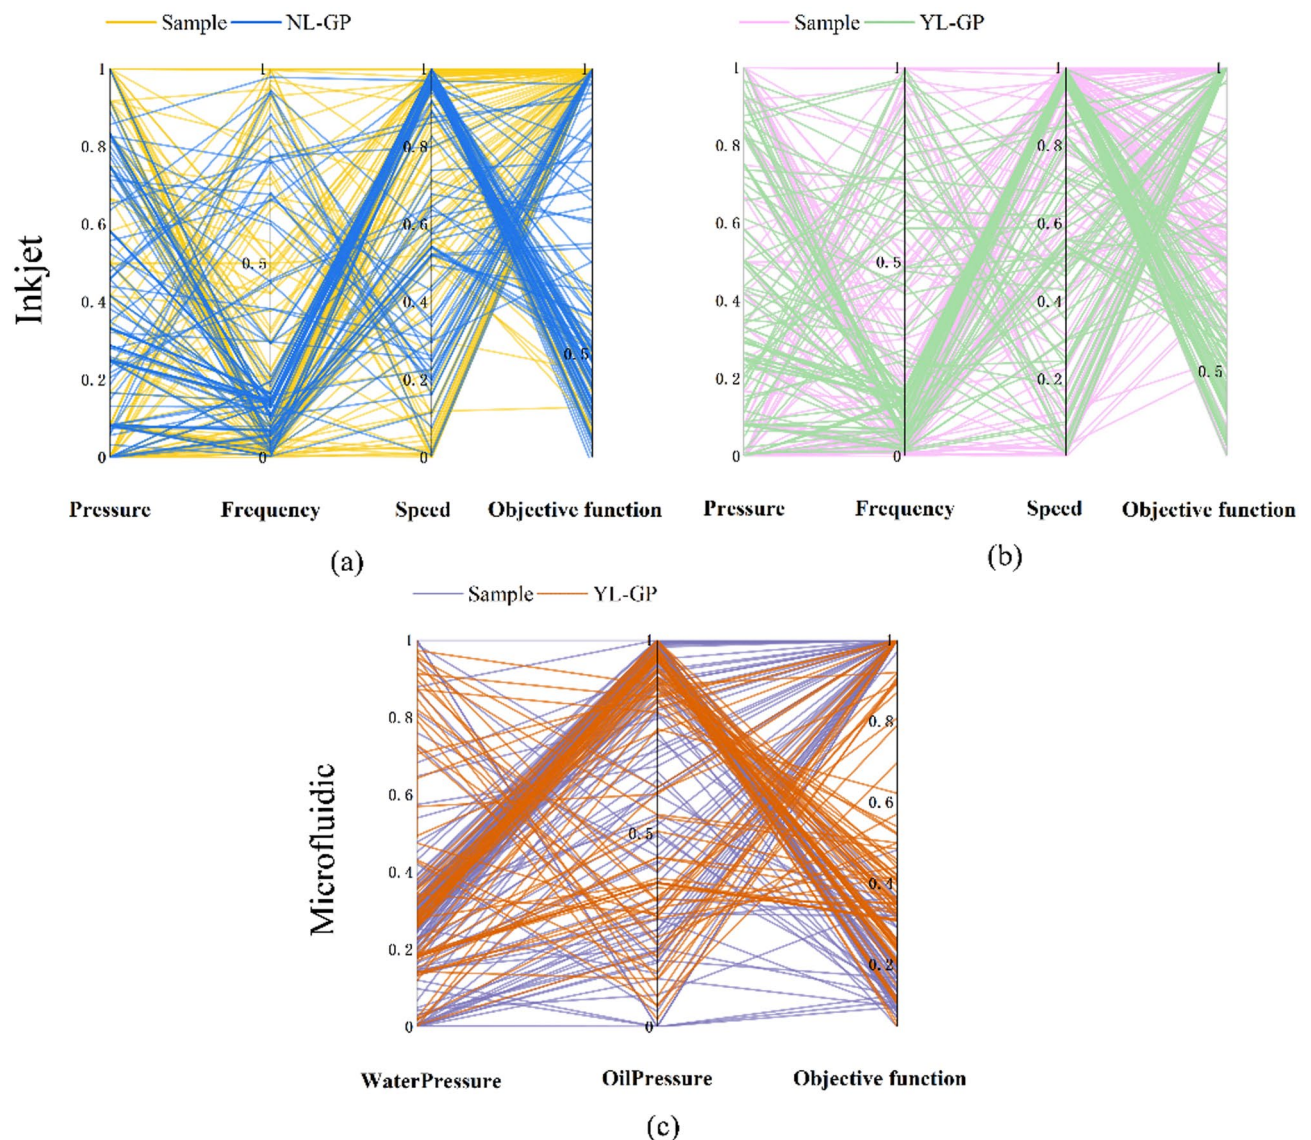 Sample NL-GP
Sample YL-GP
1 1 1 1
1 1 1 1
0.8 0.8
0.8 0.8
0.6 0.6
0.6 0.6
0.5
0.5
Inkjet
0.4 0.4
0.4 0.4
0.5
0.5
0.2 0.2
0.2 0.2
0 0 0
0 0
Pressure Frequency Speed Objective function
Pressure Frequency Speed Objective function
(a)
(b)
Sample YL-GP
1 1 1
0.8 0.8
0.6 0.6
0.5
Microfluidic
0.4 0.4
0.2 0.2
0 0
WaterPressure OilPressure Objective function
(c)